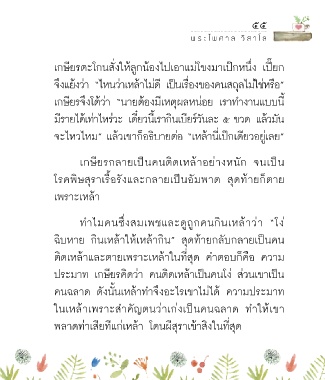 ๕๕
พระไพศาล วิสาโล
เกษียรตะโกนสั่งให้ลูกน้องไปเอาแม่โขงมาเป๊กหนึ่ง เปี๊ยก
จึงแย้งว่า “ไหนว่าเหล้าไม่ดี เป็นเรื่องของคนสถุลไม่ใช่หรือ”
เกษียรจึงโต้ว่า “นายต้องมีเหตุผลหน่อย เราทำงานแบบนี้
มีรายได้เท่าไหร่วะ เดี๋ยวนี้เรากินเบียร์วันละ ๕ ขวด แล้วมัน
จะไหวไหม” แล้วเขาก็อธิบายต่อ “เหล้านี่เป๊กเดียวอยู่เลย”
เกษียรกลายเป็นคนติดเหล้าอย่างหนัก จนเป็น
โรคพิษสุราเรื้อรังและกลายเป็นอัมพาต สุดท้ายก็ตาย
เพราะเหล้า
ทำไมคนซึ่งสมเพชและดูถูกคนกินเหล้าว่า “โง่
ฉิบหาย กินเหล้าให้เหล้ากิน” สุดท้ายกลับกลายเป็นคน
ติดเหล้าและตายเพราะเหล้าในที่สุด คำตอบก็คือ ความ
ประมาท เกษียรคิดว่า คนติดเหล้าเป็นคนโง่ ส่วนเขาเป็น
คนฉลาด ดังนั้นเหล้าทำจึงอะไรเขาไม่ได้ ความประมาท
ในเหล้าเพราะสำคัญตนว่าเก่งเป็นคนฉลาด ทำให้เขา
พลาดท่าเสียทีแก่เหล้า โดนผีสุราเข้าสิงในที่สุด